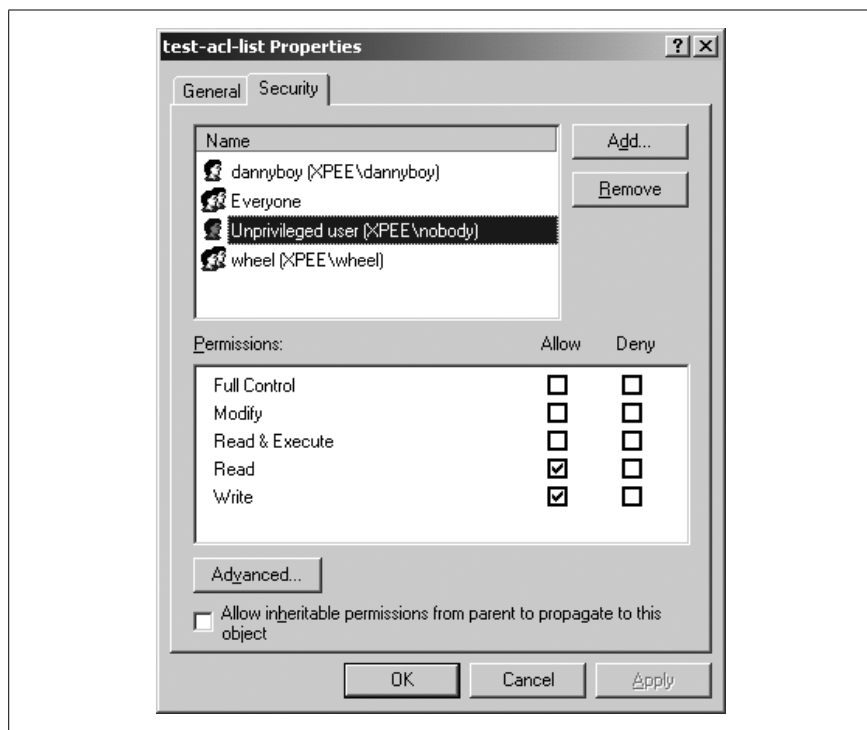 test-acl-list Properties
General Security
Name
dannyboy (XPEE\dannyboy)
Everyone
Unprivileged user (XPEE\nobody)
wheel (XPEE\wheel)
Add...
Remove
Permissions: Allow Deny
Full Control
Modify
Read & Execute
Read
Write
Advanced...
Allow inheritable permissions from parent to propagate to this
object
OK Cancel Apply